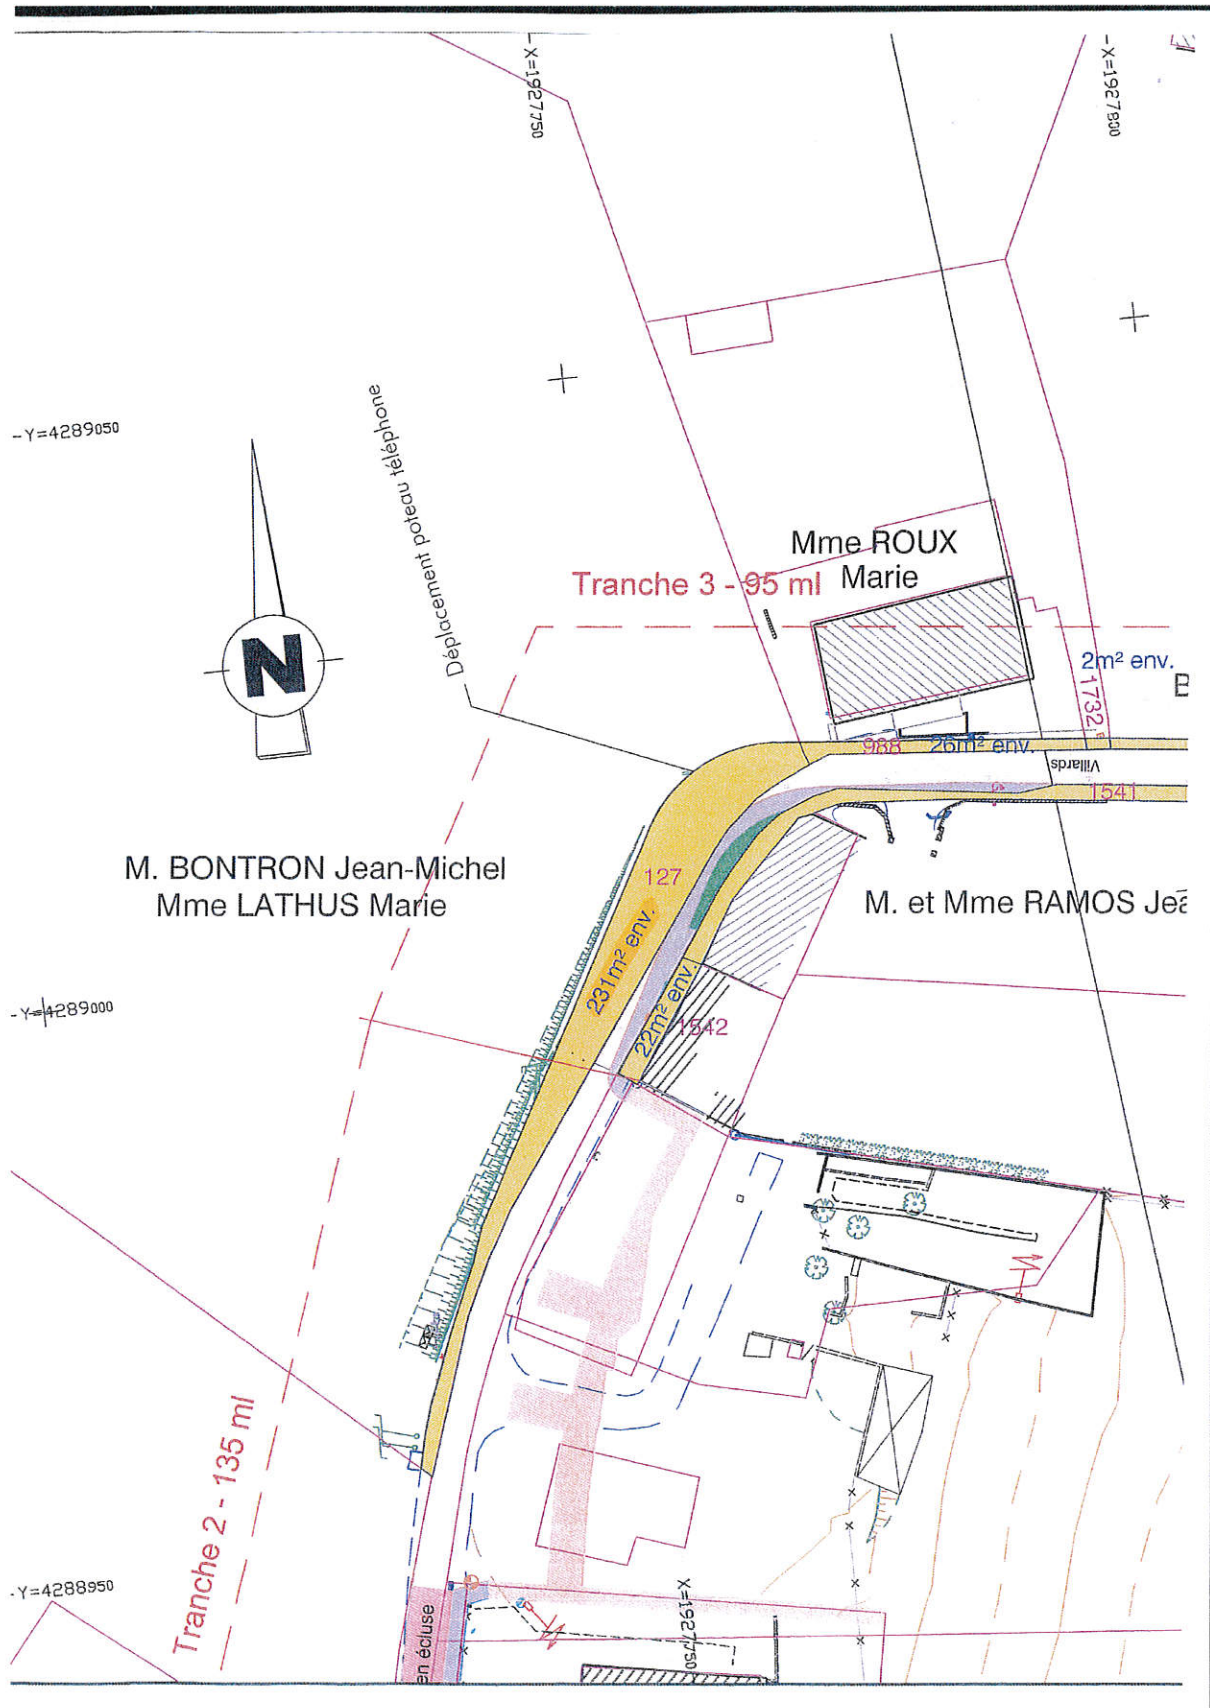 X=1927750
X=1927800
Y=4289050
Déplacement poteau téléphone
Mme ROUX
Marie
Tranche 3 - 95 ml
N
2m² env.
1732
B
988
26m² env.
Villards
1541
M. BONTRON Jean-Michel
Mme LATHUS Marie
127
M. et Mme RAMOS Jea
231m² env.
22m² env.
1542
Y=4289000
Tranche 2 - 135 ml
Y=4288950
en écluse
X=1927750